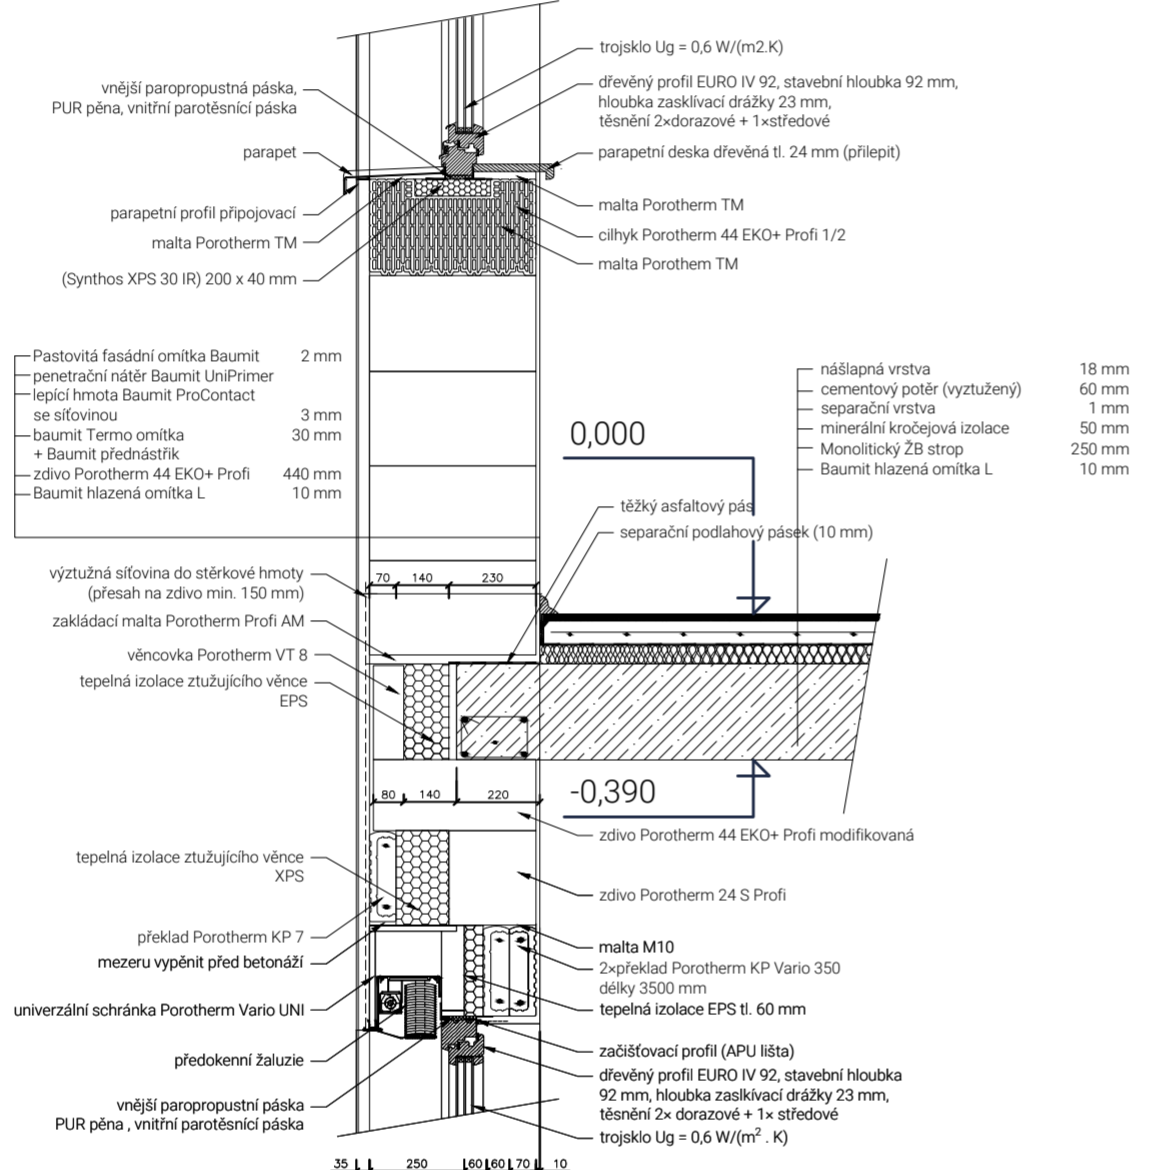 trojsklo Ug = 0,6 W/(m2.K)
vnější paropropustná páska,
PUR pěna, vnitřní parotěsnící páska
dřevěný profil EURO IV 92, stavební hloubka 92 mm,
hloubka zasklívací drážky 23 mm,
těsnění 2×dorazové + 1×středové
parapet
parapetní deska dřevěná tl. 24 mm (přilepit)
parapetní profil připojovací
malta Porotherm TM
malta Porotherm TM
cilhyk Porotherm 44 EKO+ Profi 1/2
malta Porothem TM
(Synthos XPS 30 IR) 200 x 40 mm
Pastovitá fasádní omítka Baumit 2 mm
penetrační nátěr Baumit UniPrimer
lepící hmota Baumit ProContact
se síťovinou 3 mm
baumit Termo omítka 30 mm
+ Baumit přednástřik
zdivo Porotherm 44 EKO+ Profi 440 mm
Baumit hlazená omítka L 10 mm
nášlapná vrstva 18 mm
cementový potěr (vyztužený) 60 mm
separační vrstva 1 mm
minerální kročejová izolace 50 mm
Monolitický ŽB strop 250 mm
Baumit hlazená omítka L 10 mm
0,000
těžký asfaltový pás
separační podlahový pásek (10 mm)
výztužná síťovina do stěrkové hmoty
(přesah na zdivo min. 150 mm)
70 140 230
zakládací malta Porotherm Profi AM
věncovka Porotherm VT 8
tepelná izolace ztužujícího věnce
EPS
80 140 220
-0,390
zdivo Porotherm 44 EKO+ Profi modifikovaná
tepelná izolace ztužujícího věnce
XPS
zdivo Porotherm 24 S Profi
překlad Porotherm KP 7
mezeru vypěnit před betonáží
malta M10
2×překlad Porotherm KP Vario 350
délky 3500 mm
univerzální schránka Porotherm Vario UNI
tepelná izolace EPS tl. 60 mm
předokenní žaluzie
začišťovací profil (APU lišta)
dřevěný profil EURO IV 92, stavební hloubka
92 mm, hloubka zaslkívací drážky 23 mm,
těsnění 2× dorazové + 1× středové
vnější paropropustní páska
PUR pěna , vnitřní parotěsnící páska
trojsklo Ug = 0,6 W/(m² . K)
35 250 60 60 70 10